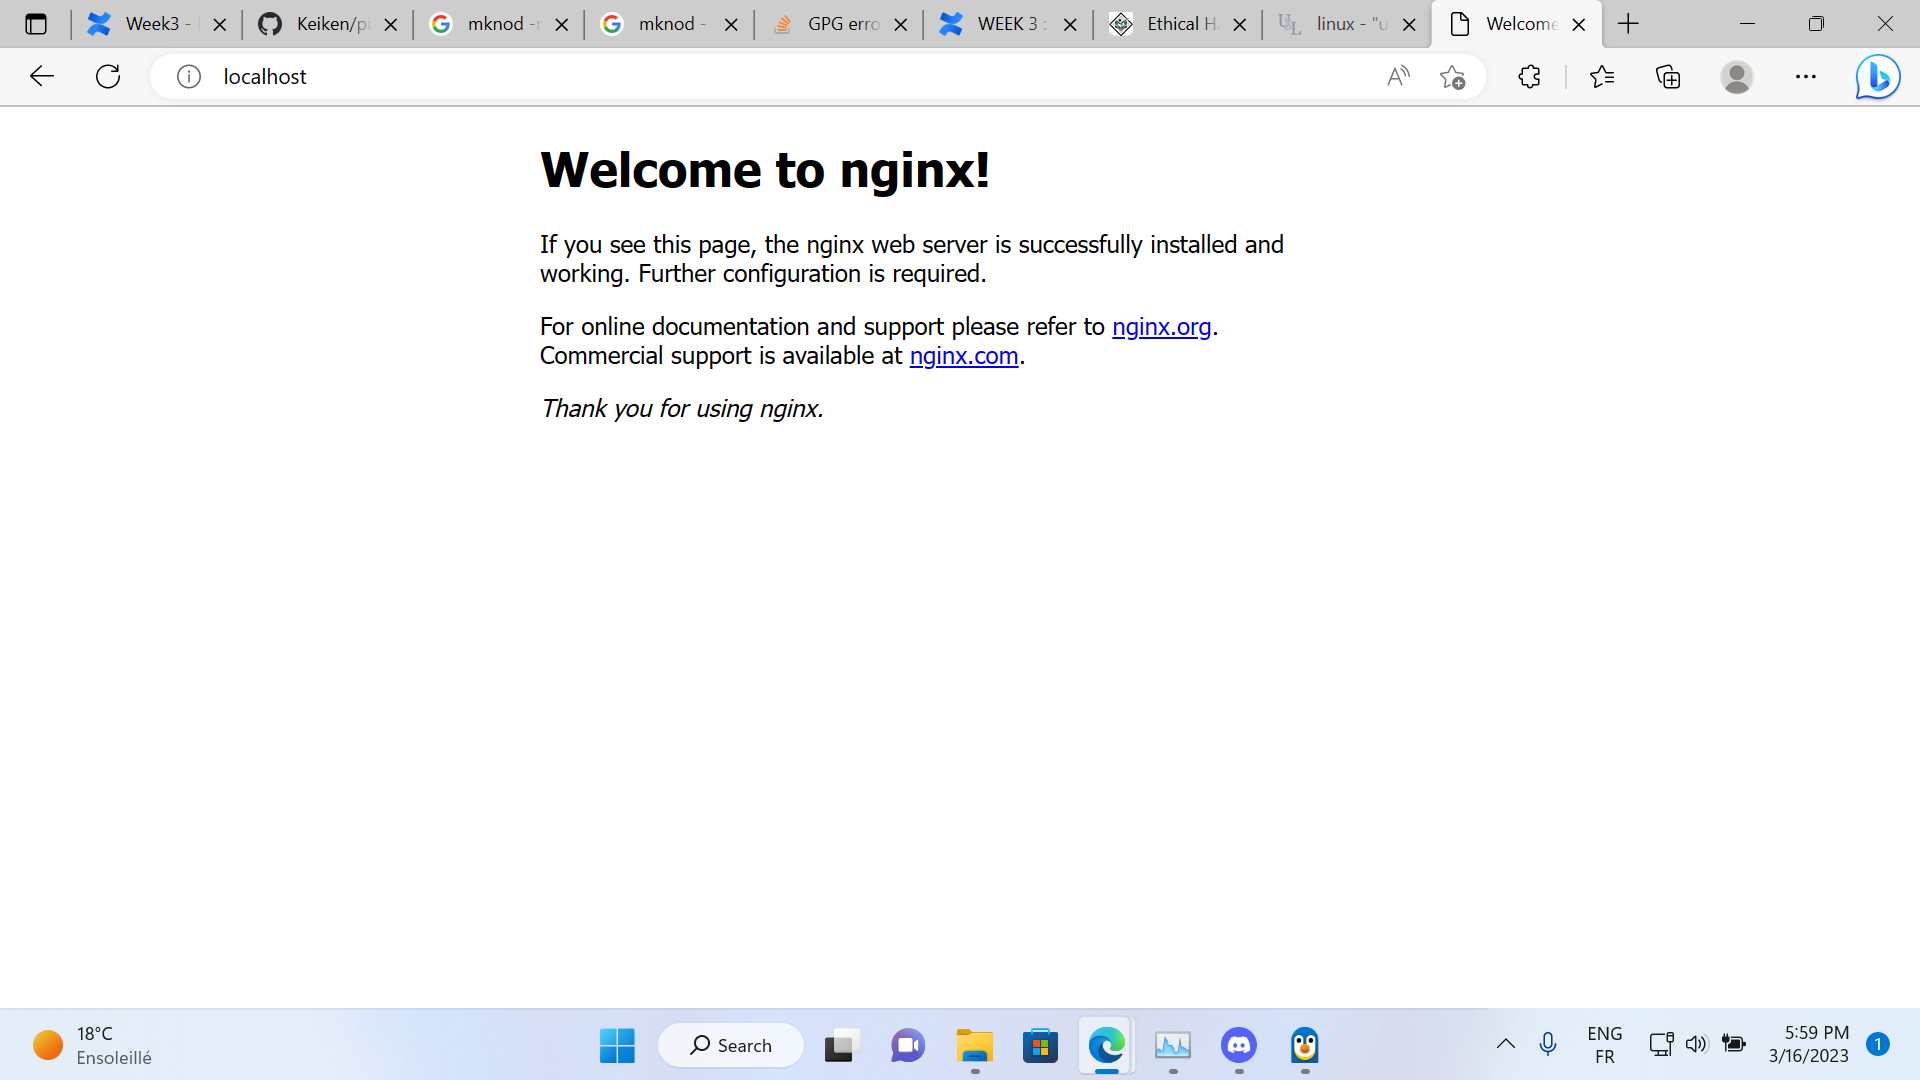 Week3 -
Keiken/pi
mknod -r
mknod -
GPG erro
WEEK 3 :
Ethical Ha
linux - "u
Welcome
localhost
Welcome to nginx!
If you see this page, the nginx web server is successfully installed and
working. Further configuration is required.
For online documentation and support please refer to nginx.org.
Commercial support is available at nginx.com.
Thank you for using nginx.
18°C
Ensoleillé
Search
ENG
FR
5:59 PM
3/16/2023
1